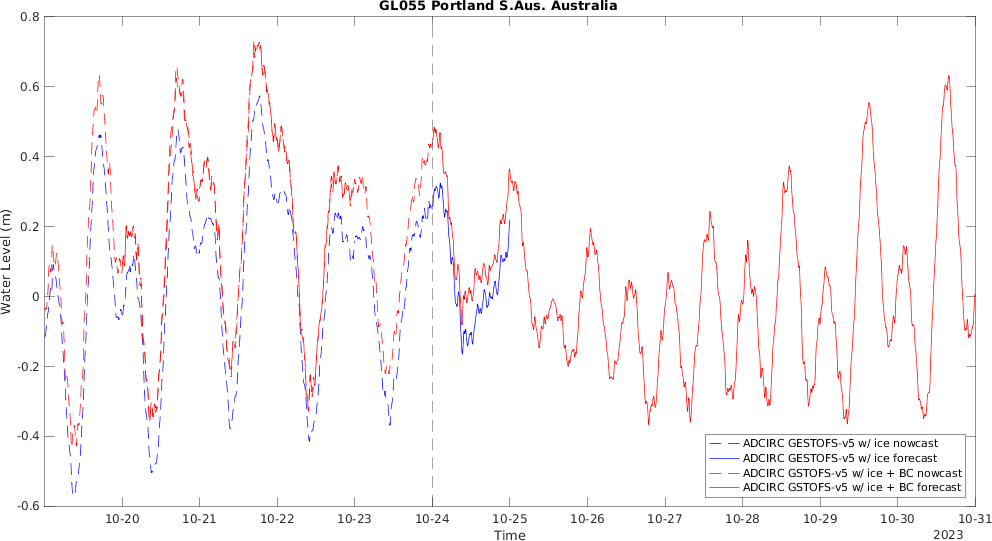 GL055 Portland S.Aus. Australia
0.8
0.6
0.4
0.2
0
-0.2
-0.4
-0.6
Water Level (m)
ADCIRC GESTOFS-v5 w/ ice nowcast
ADCIRC GESTOFS-v5 w/ ice forecast
ADCIRC GSTOFS-v5 w/ ice + BC nowcast
ADCIRC GSTOFS-v5 w/ ice + BC forecast
10-20 10-21 10-22 10-23 10-24 10-25 10-26 10-27 10-28 10-29 10-30 10-31
Time
2023